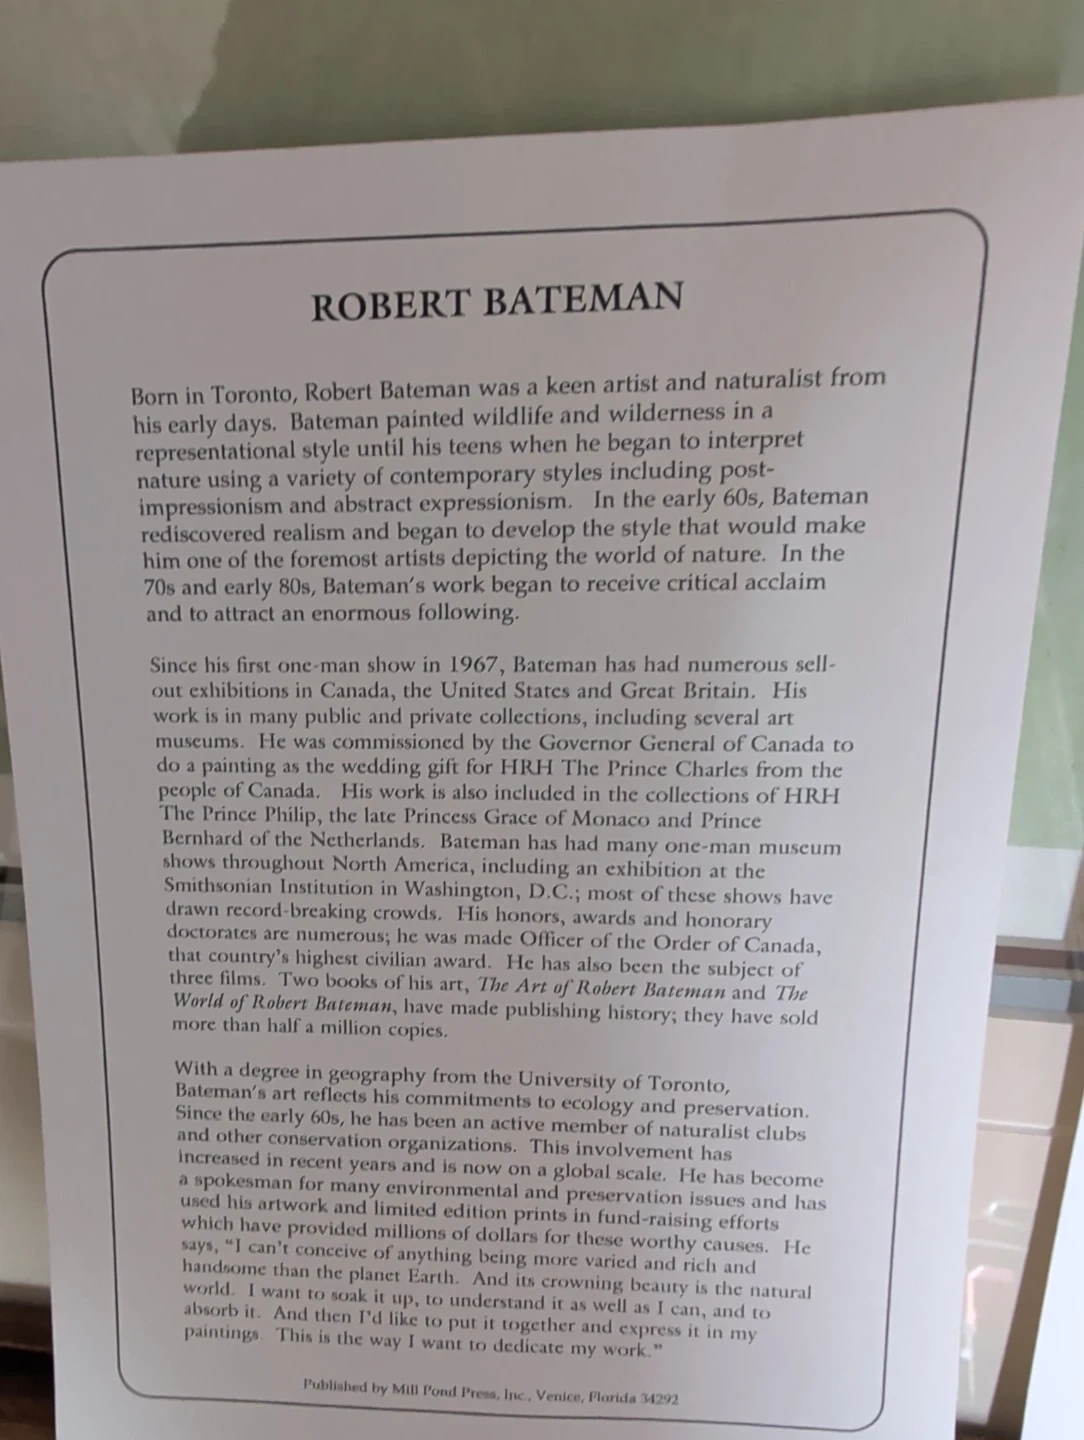 ROBERT BATEMAN
Born in Toronto, Robert Bateman was a keen artist and naturalist from
his early days. Bateman painted wildlife and wilderness in a
representational style until his teens when he began to interpret
nature using a variety of contemporary styles including post-
impressionism and abstract expressionism. In the early 60s, Bateman
rediscovered realism and began to develop the style that would make
him one of the foremost artists depicting the world of nature. In the
70s and early 80s, Bateman's work began to receive critical acclaim
and to attract an enormous following.
Since his first one-man show in 1967, Bateman has had numerous sell-
out exhibitions in Canada, the United States and Great Britain. His
work is in many public and private collections, including several art
museums. He was commissioned by the Governor General of Canada to
do a painting as the wedding gift for HRH The Prince Charles from the
people of Canada. His work is also included in the collections of HRH
The Prince Philip, the late Princess Grace of Monaco and Prince
Bernhard of the Netherlands. Bateman has had many one-man museum
shows throughout North America, including an exhibition at the
Smithsonian Institution in Washington, D.C.; most of these shows have
drawn record-breaking crowds. His honors, awards and honorary
doctorates are numerous; he was made Officer of the Order of Canada,
that country's highest civilian award. He has also been the subject of
three films. Two books of his art, The Art of Robert Bateman and The
World of Robert Bateman, have made publishing history; they have sold
more than half a million copies.
With a degree in geography from the University of Toronto,
Bateman's art reflects his commitments to ecology and preservation.
Since the early 60s, he has been an active member of naturalist clubs
and other conservation organizations. This involvement has
increased in recent years and is now on a global scale. He has become
a spokesman for many environmental and preservation issues and has
used his artwork and limited edition prints in fund-raising efforts
which have provided millions of dollars for these worthy causes. He
says, "I can't conceive of anything being more varied and rich and
handsome than the planet Earth. And its crowning beauty is the natural
world. I want to soak it up, to understand it as well as I can, and to
absorb it. And then I'd like to put it together and express it in my
paintings. This is the way I want to dedicate my work."
Published by Mill Pond Press, Inc., Venice, Florida 34292